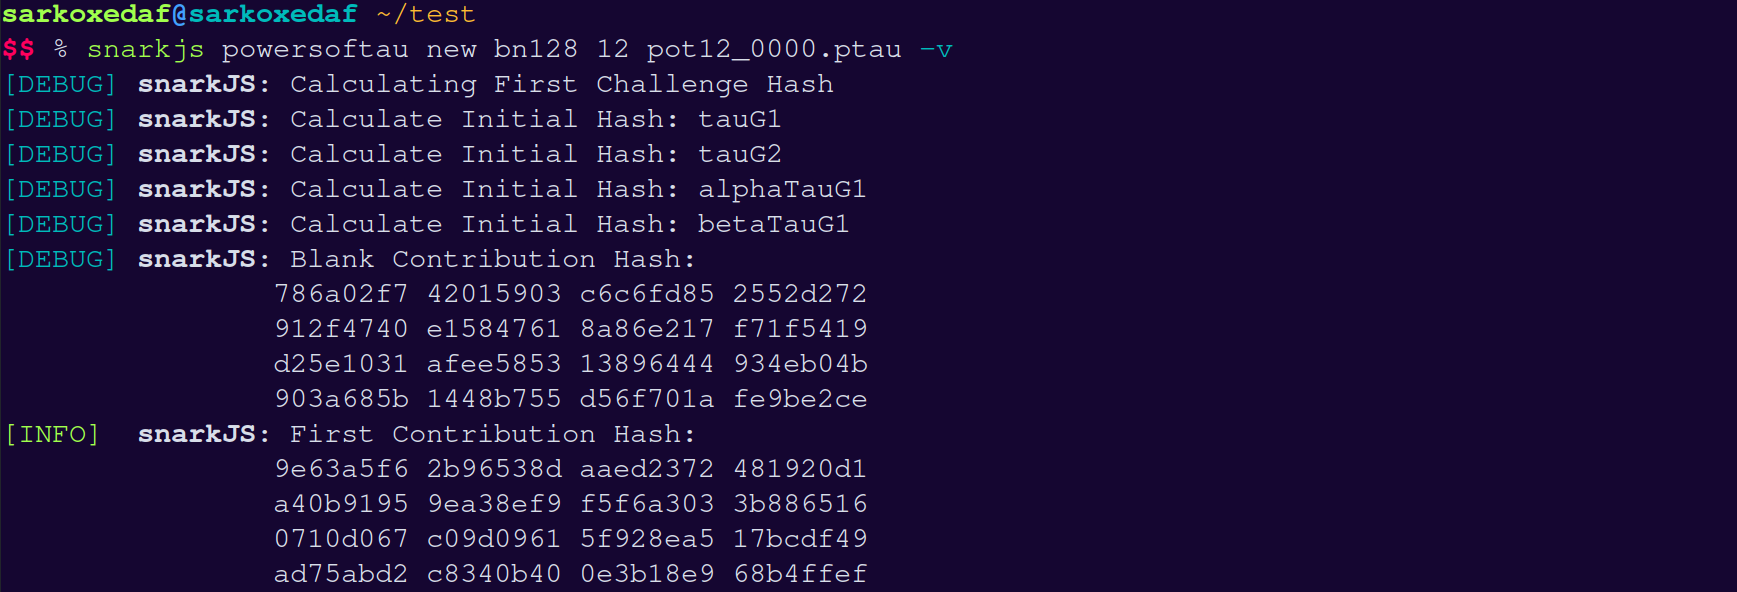 sarkoxedaf@sarkoxedaf ~/test
$$ % snarkjs powersoftau new bn128 12 pot12_0000.ptau -v
[DEBUG] snarkJS: Calculating First Challenge Hash
[DEBUG] snarkJS: Calculate Initial Hash: tauG1
[DEBUG] snarkJS: Calculate Initial Hash: tauG2
[DEBUG] snarkJS: Calculate Initial Hash: alphaTauG1
[DEBUG] snarkJS: Calculate Initial Hash: betaTauG1
[DEBUG] snarkJS: Blank Contribution Hash:
786a02f7 42015903 c6c6fd85 2552d272
912f4740 e1584761 8a86e217 f71f5419
d25e1031 afee5853 13896444 934eb04b
903a685b 1448b755 d56f701a fe9be2ce
[INFO]  snarkJS: First Contribution Hash:
9e63a5f6 2b96538d aaed2372 481920d1
a40b9195 9ea38ef9 f5f6a303 3b886516
0710d067 c09d0961 5f928ea5 17bcdf49
ad75abd2 c8340b40 0e3b18e9 68b4ffef